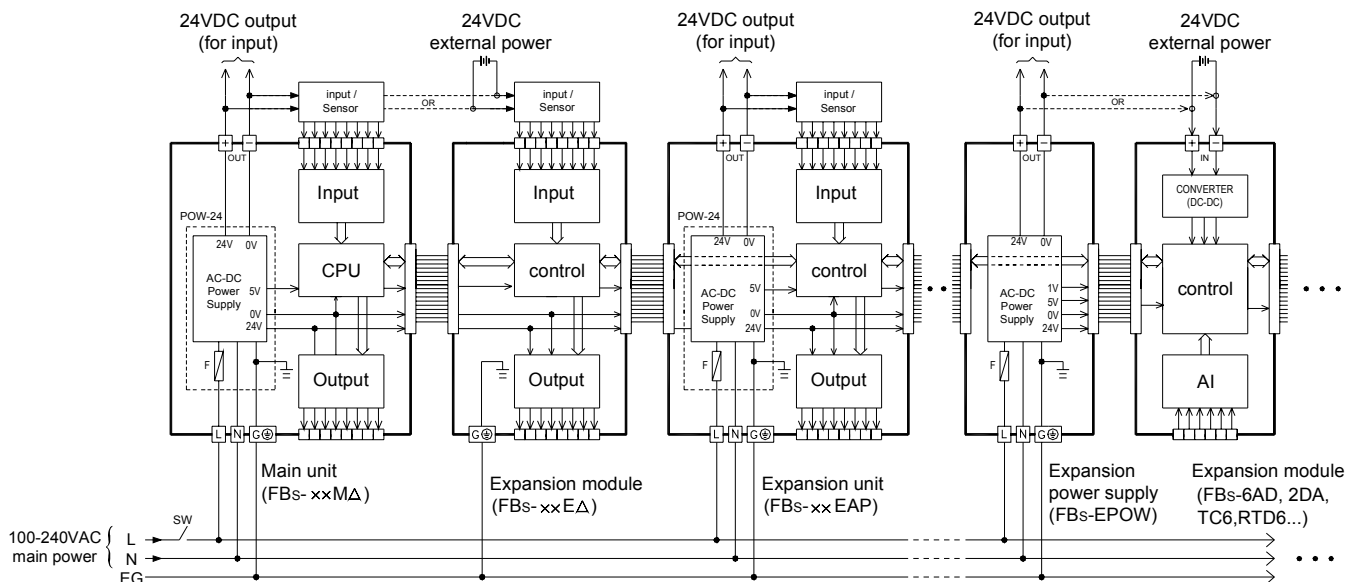 24VDC output
(for input)
24VDC
external power
24VDC output
(for input)
24VDC output
(for input)
24VDC
external power
input /
Sensor
OR
input /
Sensor
input /
Sensor
OR
+ −
OUT
+ −
OUT
+ −
OUT
+ −
IN
POW-24
24V 0V
AC-DC
Power
Supply
5V
0V
24V
F
Input
CPU
Output
L N G
Input
control
Output
G
POW-24
24V 0V
AC-DC
Power
Supply
5V
0V
24V
F
Input
control
Output
L N G
24V 0V
AC-DC
Power
Supply
1V
5V
0V
24V
F
L N G
CONVERTER
(DC-DC)
control
AI
Main unit
(FBs-××MΔ)
Expansion module
(FBs-××EΔ)
Expansion unit
(FBs-××EAP)
Expansion
power supply
(FBs-EPOW)
Expansion module
(FBs-6AD, 2DA,
TC6,RTD6...)
100-240VAC
main power
L
SW
N
EG